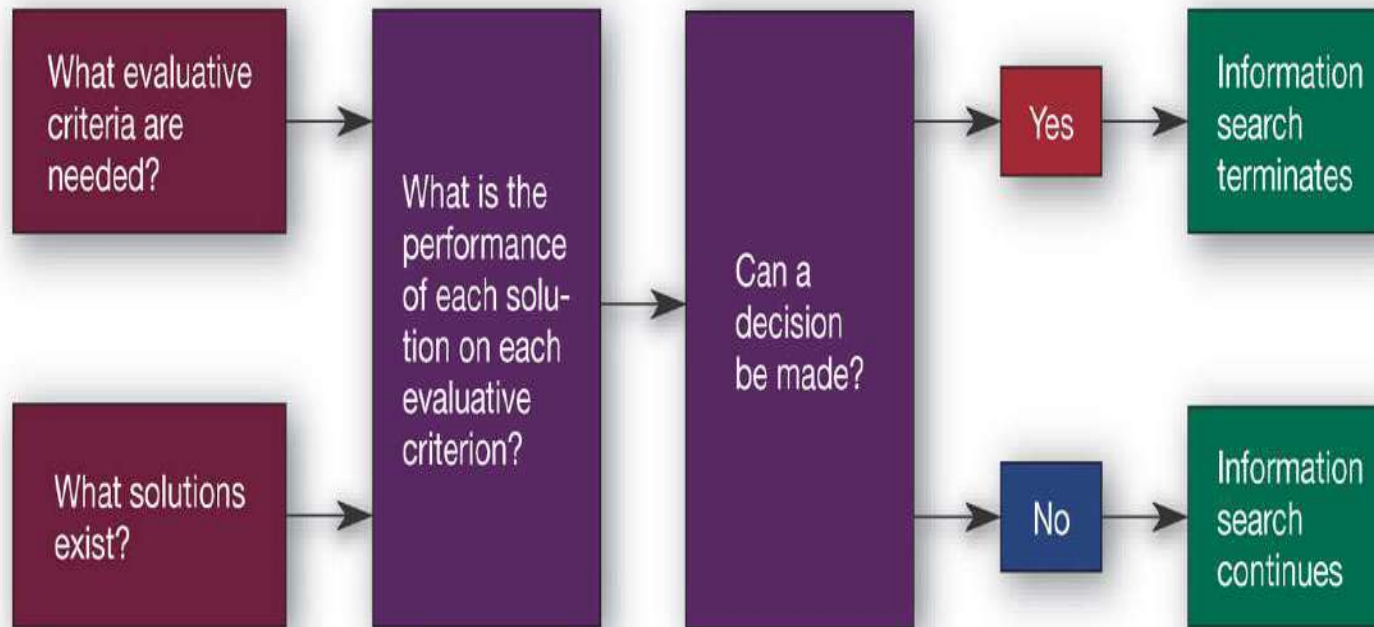 What evaluative
criteria are
needed?
What solutions
exist?
What is the
performance
of each solu-
tion on each
evaluative
criterion?
Can a
decision
be made?
Yes
Information
search
terminates
No
Information
search
continues